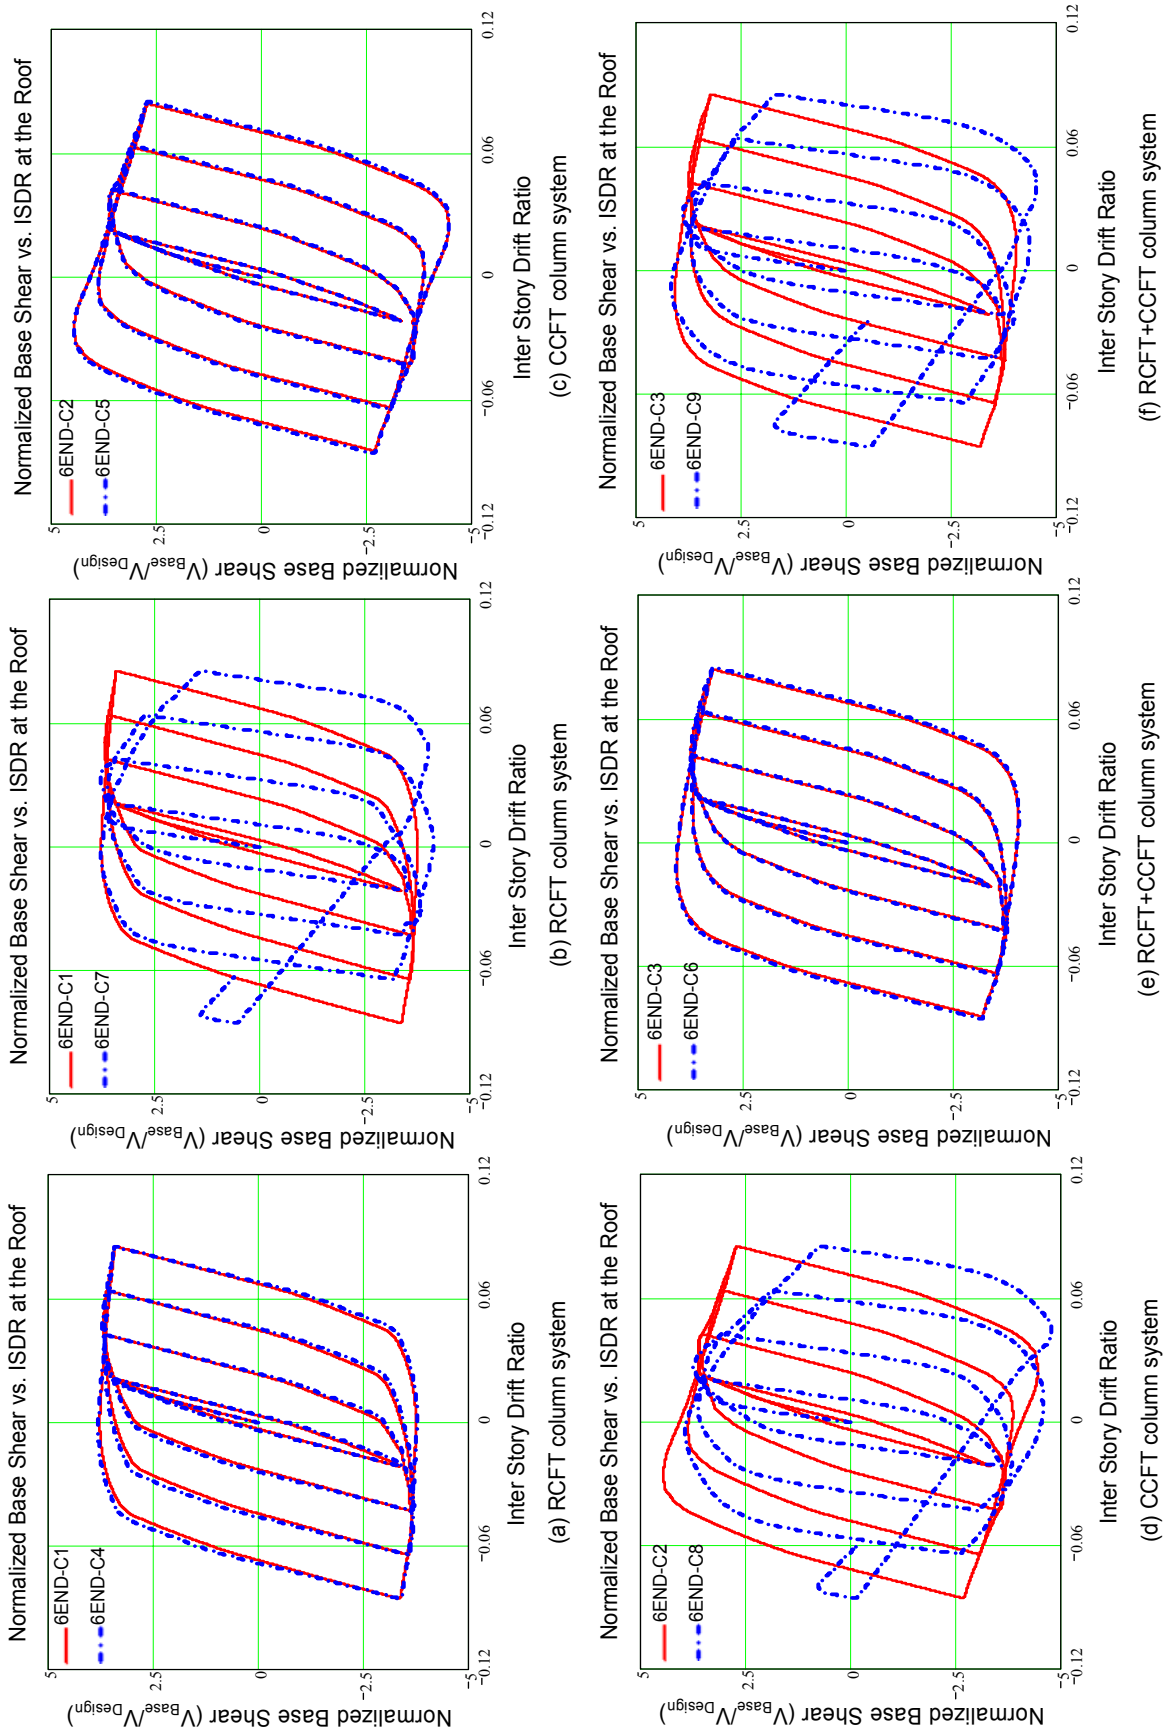 Normalized Base Shear vs. ISDR at the Roof
6END-C1
6END-C4
5
2.5
0
−2.5
−5
−0.12
−0.06
0
0.06
0.12
Normalized Base Shear (V_Base/V_Design)
Inter Story Drift Ratio
(a) RCFT column system
Normalized Base Shear vs. ISDR at the Roof
6END-C1
6END-C7
5
2.5
0
−2.5
−5
−0.12
−0.06
0
0.06
0.12
Normalized Base Shear (V_Base/V_Design)
Inter Story Drift Ratio
(b) RCFT column system
Normalized Base Shear vs. ISDR at the Roof
6END-C2
6END-C5
5
2.5
0
−2.5
−5
−0.12
−0.06
0
0.06
0.12
Normalized Base Shear (V_Base/V_Design)
Inter Story Drift Ratio
(c) CCFT column system
Normalized Base Shear vs. ISDR at the Roof
6END-C2
6END-C8
5
2.5
0
−2.5
−5
−0.12
−0.06
0
0.06
0.12
Normalized Base Shear (V_Base/V_Design)
Inter Story Drift Ratio
(d) CCFT column system
Normalized Base Shear vs. ISDR at the Roof
6END-C3
6END-C6
5
2.5
0
−2.5
−5
−0.12
−0.06
0
0.06
0.12
Normalized Base Shear (V_Base/V_Design)
Inter Story Drift Ratio
(e) RCFT+CCFT column system
Normalized Base Shear vs. ISDR at the Roof
6END-C3
6END-C9
5
2.5
0
−2.5
−5
−0.12
−0.06
0
0.06
0.12
Normalized Base Shear (V_Base/V_Design)
Inter Story Drift Ratio
(f) RCFT+CCFT column system